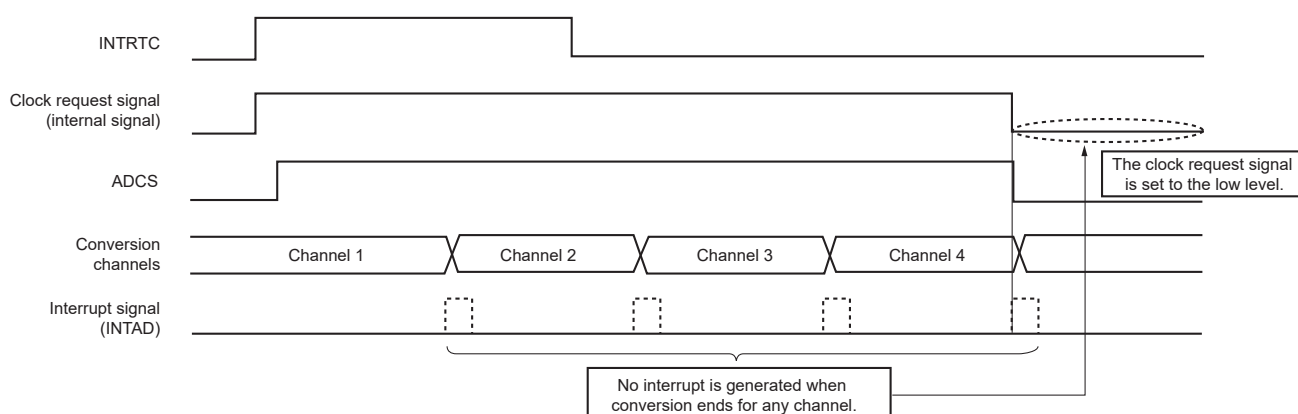 INTRTC
Clock request signal
(internal signal)
The clock request signal
is set to the low level.
ADCS
Conversion
channels
Channel 1
Channel 2
Channel 3
Channel 4
Interrupt signal
(INTAD)
No interrupt is generated when
conversion ends for any channel.